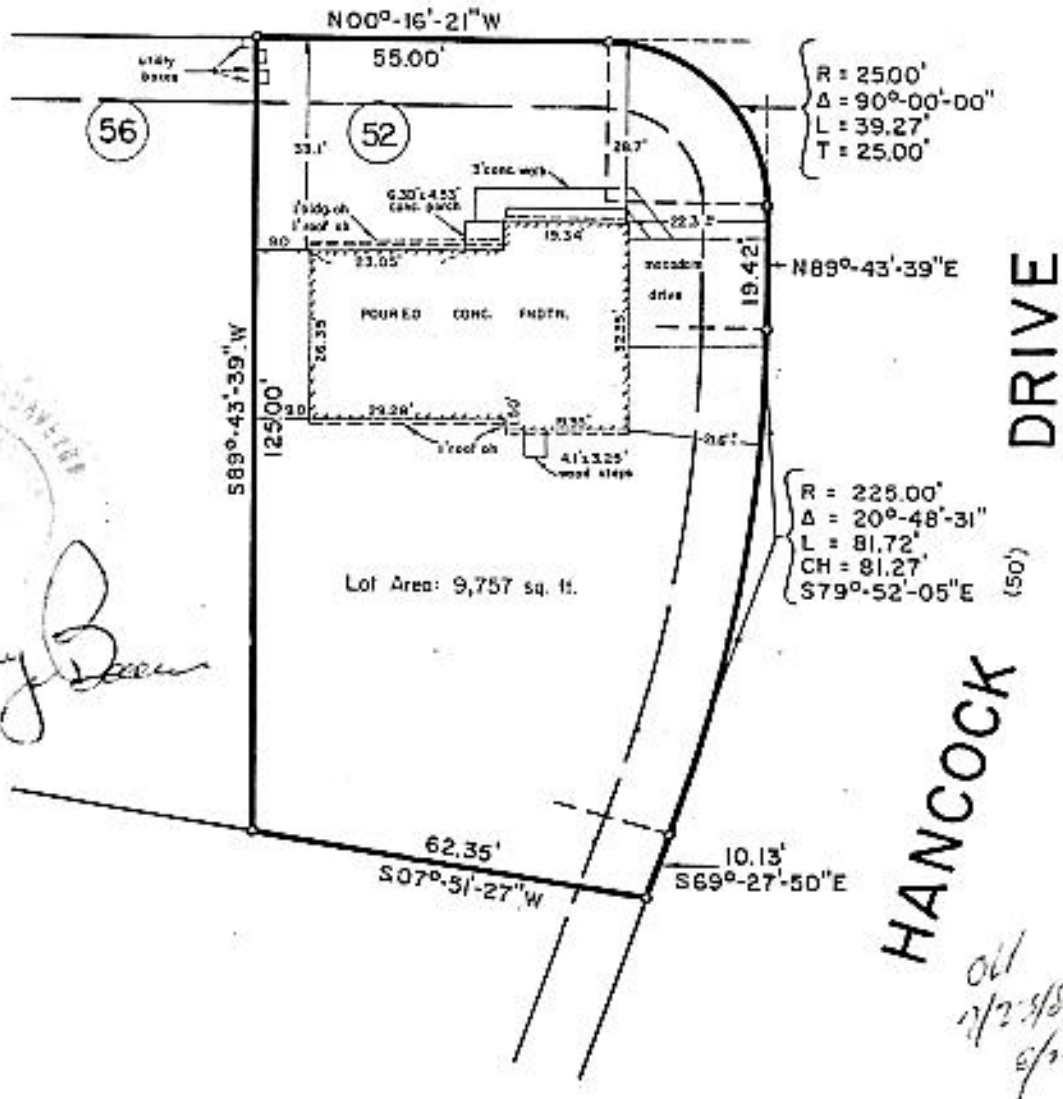 N00°-16'-21"W
55.00'
utility
boxes
56
52
R = 25.00'
Δ = 90°-00'-00"
L = 39.27'
T = 25.00'
33.1'
28.7'
3' conc. walk
6.30' x 4.53'
conc. porch
1' bldg. oh
1' roof oh
9.0
23.05'
19.34'
22.3'±
macadam
drive
19.42'
N89°-43'-39"E
POURED CONC. FNDTN.
26.35'
32.35'
S89°-43'-39".W
125.00'
9.0
29.28'
1' roof oh
4.1' x 3.25'
wood steps
DRIVE
R = 225.00'
Δ = 20°-48'-31"
L = 81.72'
CH = 81.27'
S79°-52'-05"E
(50')
Lot Area: 9,757 sq. ft.
HANCOCK
62.35'
S07°-51'-27"W
10.13'
S69°-27'-50"E